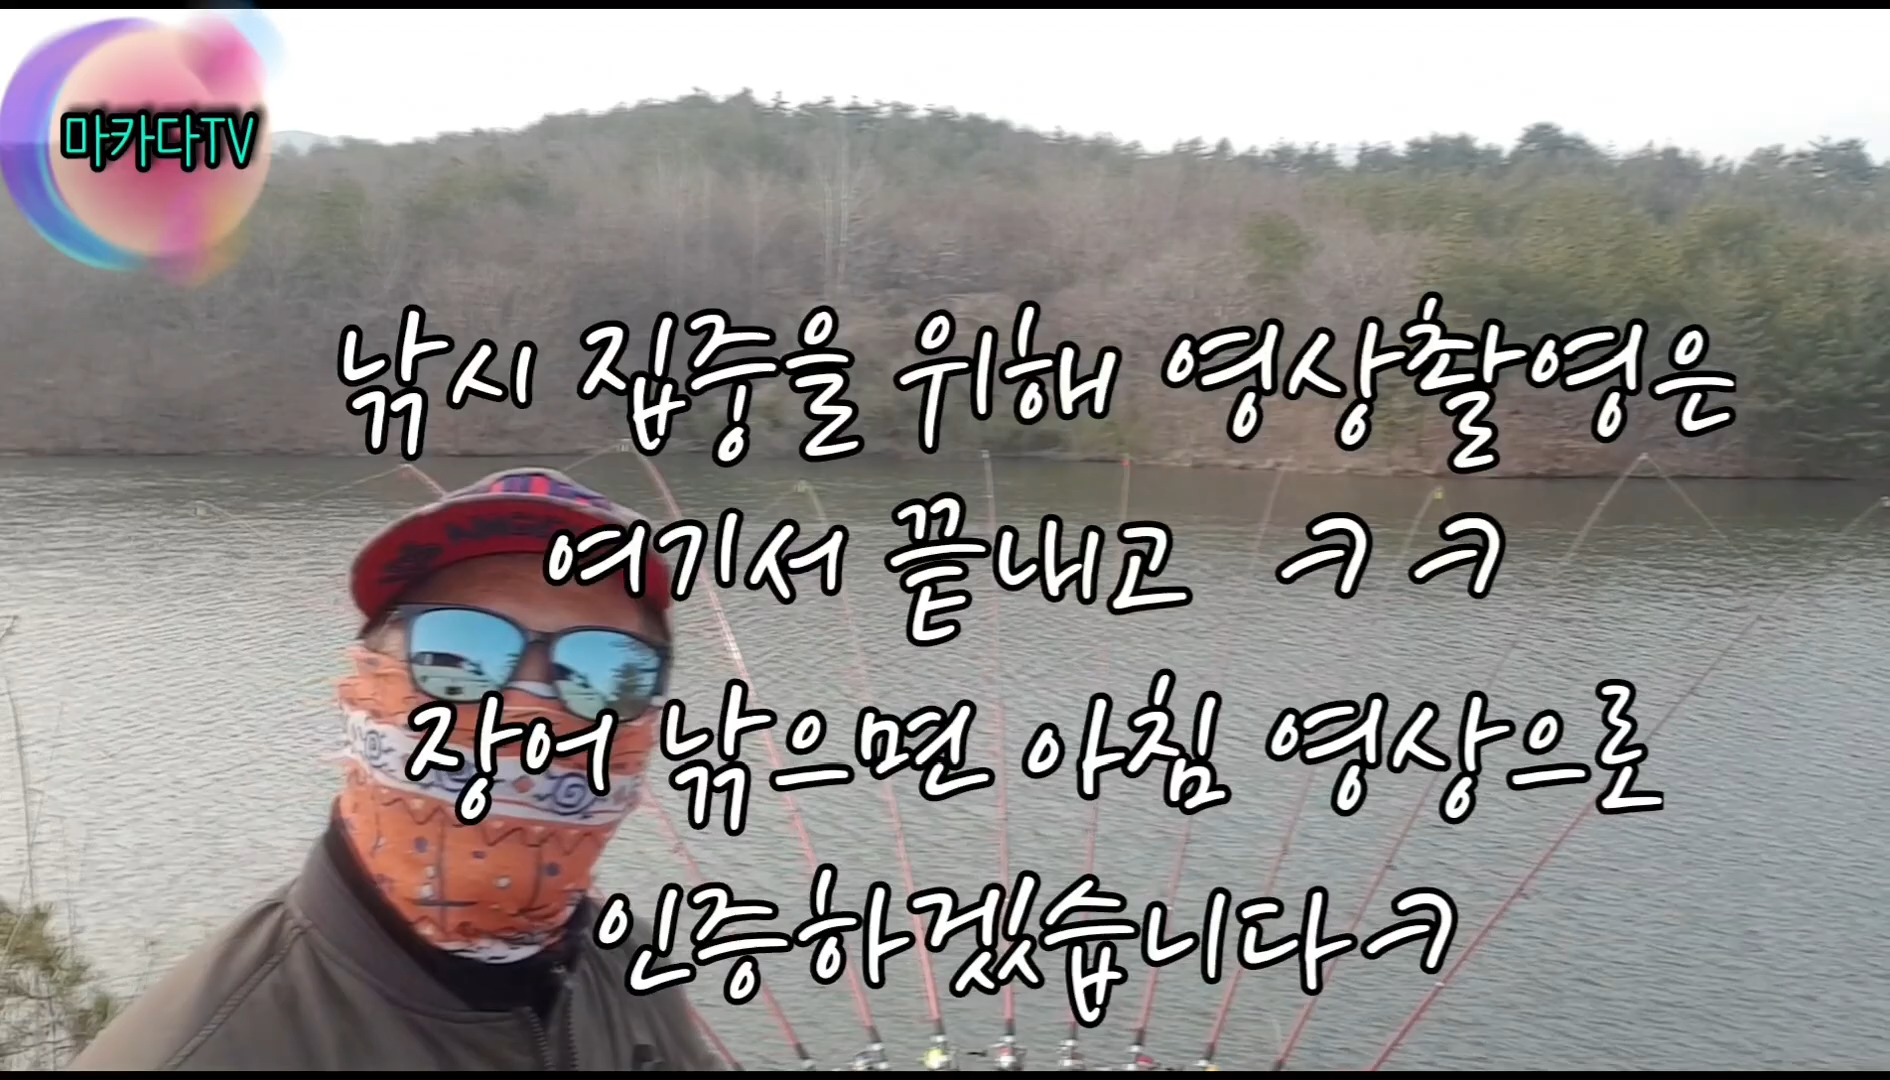 마카다TV
낚시 집중을 위해 영상촬영은
여기서 끝내고 ㅋㅋ
장어 낚으면 아침 영상으로
인증하겠습니다ㅋ